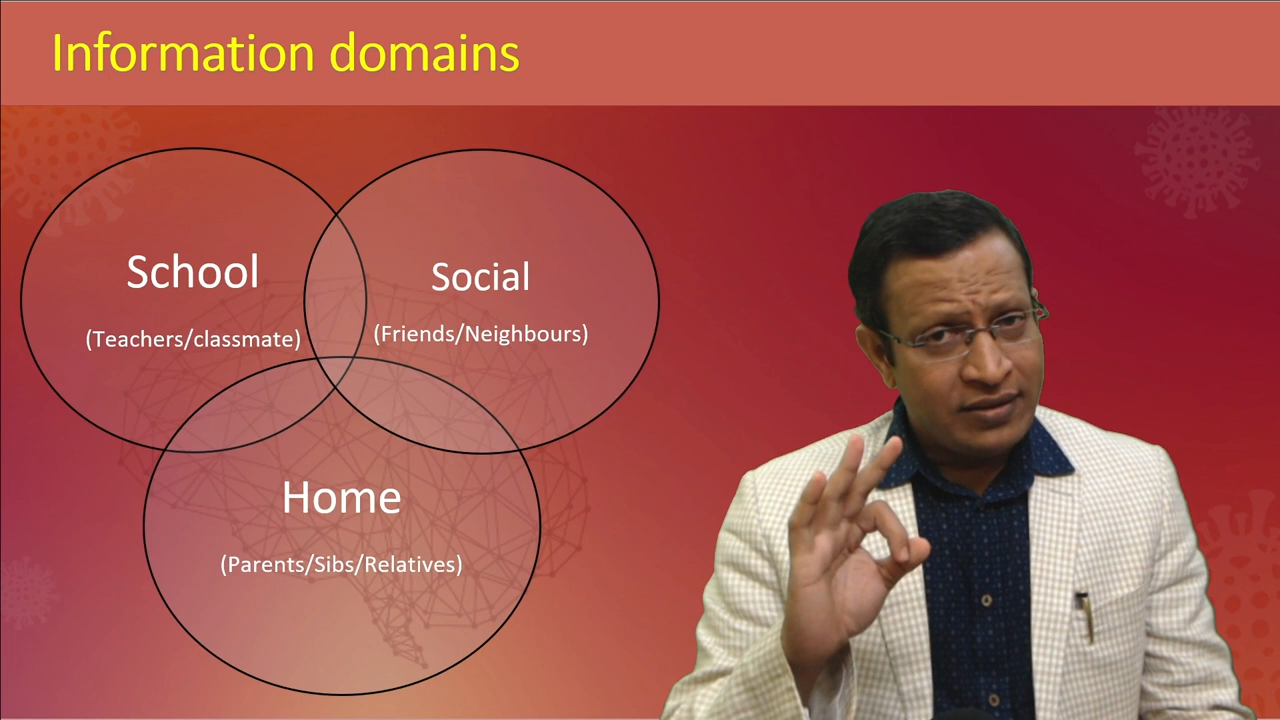 Information domains
School
(Teachers/classmate)
Social
(Friends/Neighbours)
Home
(Parents/Sibs/Relatives)